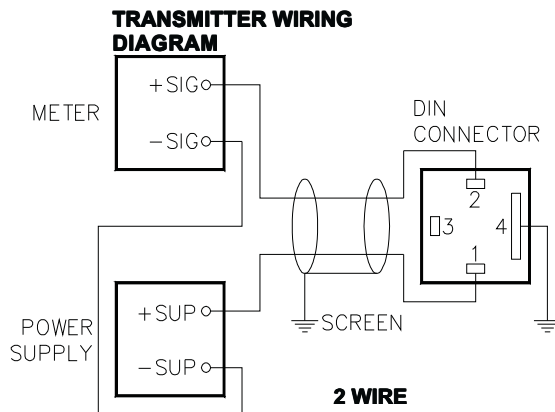 TRANSMITTER WIRING
DIAGRAM
METER
+SIG
-SIG
DIN
CONNECTOR
2
3
4
1
POWER
SUPPLY
+SUP
-SUP
SCREEN
2 WIRE